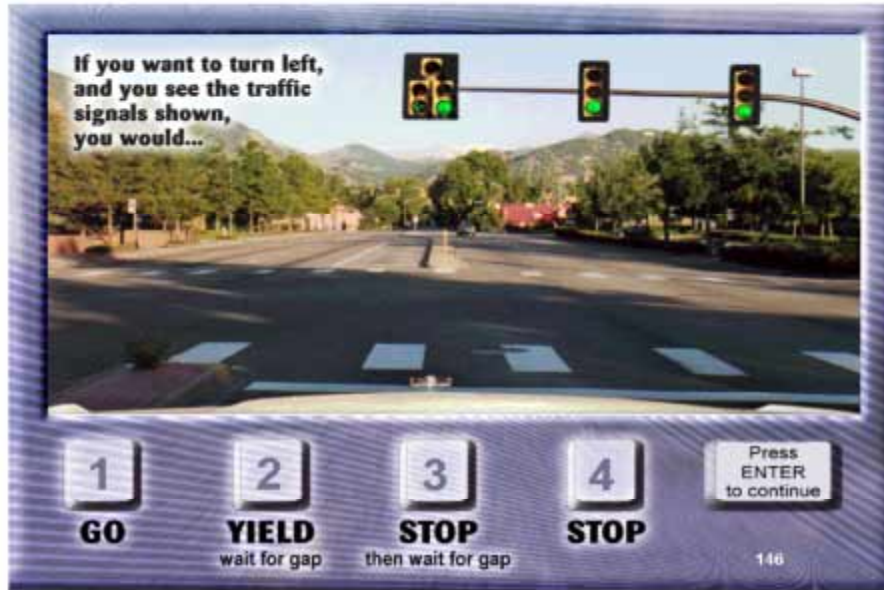 If you want to turn left,
and you see the traffic
signals shown,
you would...
1
2
3
4
Press
ENTER
to continue
GO
YIELD
wait for gap
STOP
then wait for gap
STOP
146